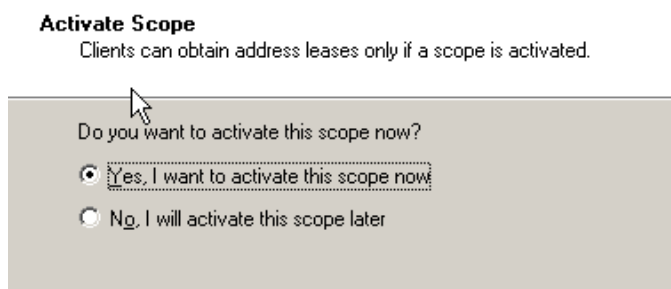 Activate Scope
Clients can obtain address leases only if a scope is activated.
Do you want to activate this scope now?
Yes, I want to activate this scope now
No, I will activate this scope later